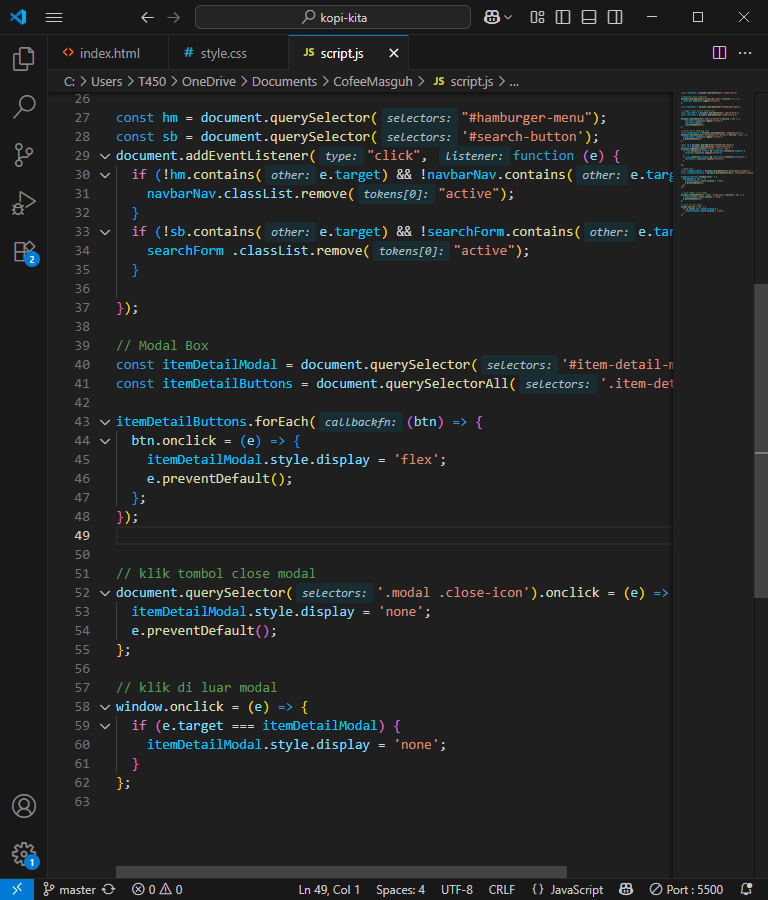 kopi-kita
index.html
# style.css
JS script.js
C: > Users > T450 > OneDrive > Documents > CofeeMasguh > JS script.js > ...
26
27 const hm = document.querySelector( selectors: "#hamburger-menu");
28 const sb = document.querySelector( selectors: '#search-button');
29 document.addEventListener( type: "click", listener: function (e) {
30 if (!hm.contains( other: e.target) && !navbarNav.contains( other: e.targ
31 navbarNav.classList.remove( tokens[0]: "active");
32 }
33 if (!sb.contains( other: e.target) && !searchForm.contains( other: e.tar
34 searchForm .classList.remove( tokens[0]: "active");
35 }
36
37 });
38
39 // Modal Box
40 const itemDetailModal = document.querySelector( selectors: '#item-detail-m
41 const itemDetailButtons = document.querySelectorAll( selectors: '.item-det
42
43 itemDetailButtons.forEach( callbackfn: (btn) => {
44 btn.onclick = (e) => {
45 itemDetailModal.style.display = 'flex';
46 e.preventDefault();
47 };
48 });
49
50
51 // klik tombol close modal
52 document.querySelector( selectors: '.modal .close-icon').onclick = (e) =>
53 itemDetailModal.style.display = 'none';
54 e.preventDefault();
55 };
56
57 // klik di luar modal
58 window.onclick = (e) => {
59 if (e.target === itemDetailModal) {
60 itemDetailModal.style.display = 'none';
61 }
62 };
63
2
1
master 0 0 Ln 49, Col 1 Spaces: 4 UTF-8 CRLF {} JavaScript Port : 5500